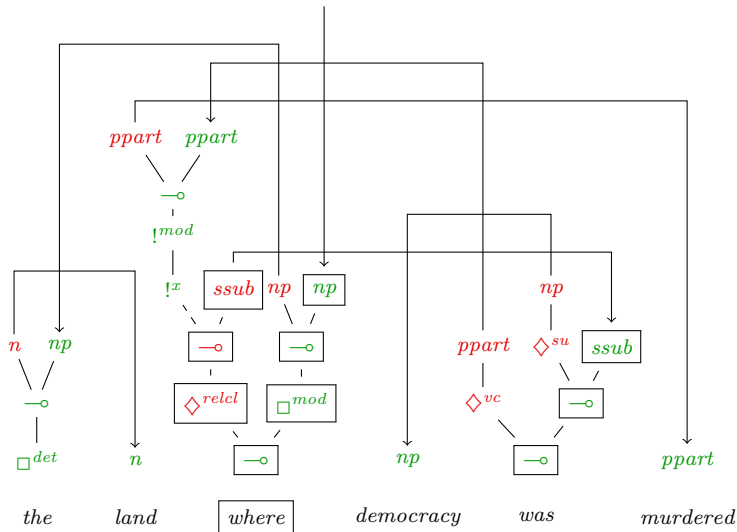 ppart ppart
⊸
!^mod
!^x ssub np np np
n np ⊸ ⊸ ppart ◇^su ssub
⊸ ◇^relcl □^mod ◇^vc ⊸
□^det n ⊸ np ⊸ ppart
the land where democracy was murdered